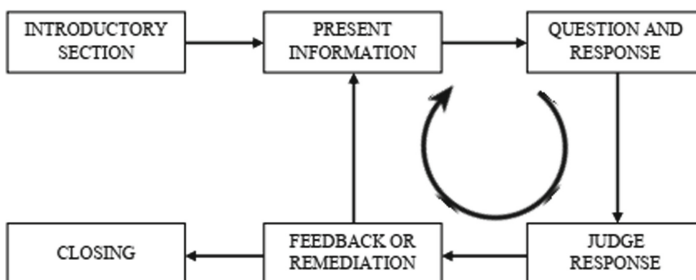 INTRODUCTORY
SECTION
PRESENT
INFORMATION
QUESTION AND
RESPONSE
CLOSING
FEEDBACK OR
REMEDIATION
JUDGE
RESPONSE